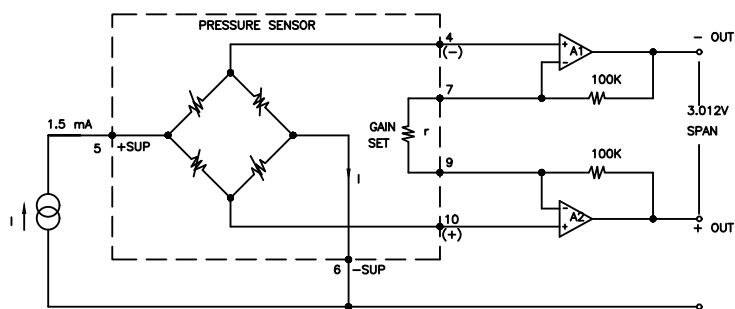 PRESSURE SENSOR
4
(-)
+
A1
-
- OUT
7
100K
1.5 mA
3.012V
SPAN
GAIN
SET
r
5
+SUP
9
100K
I
I
-
A2
+
10
(+)
+ OUT
6
-SUP